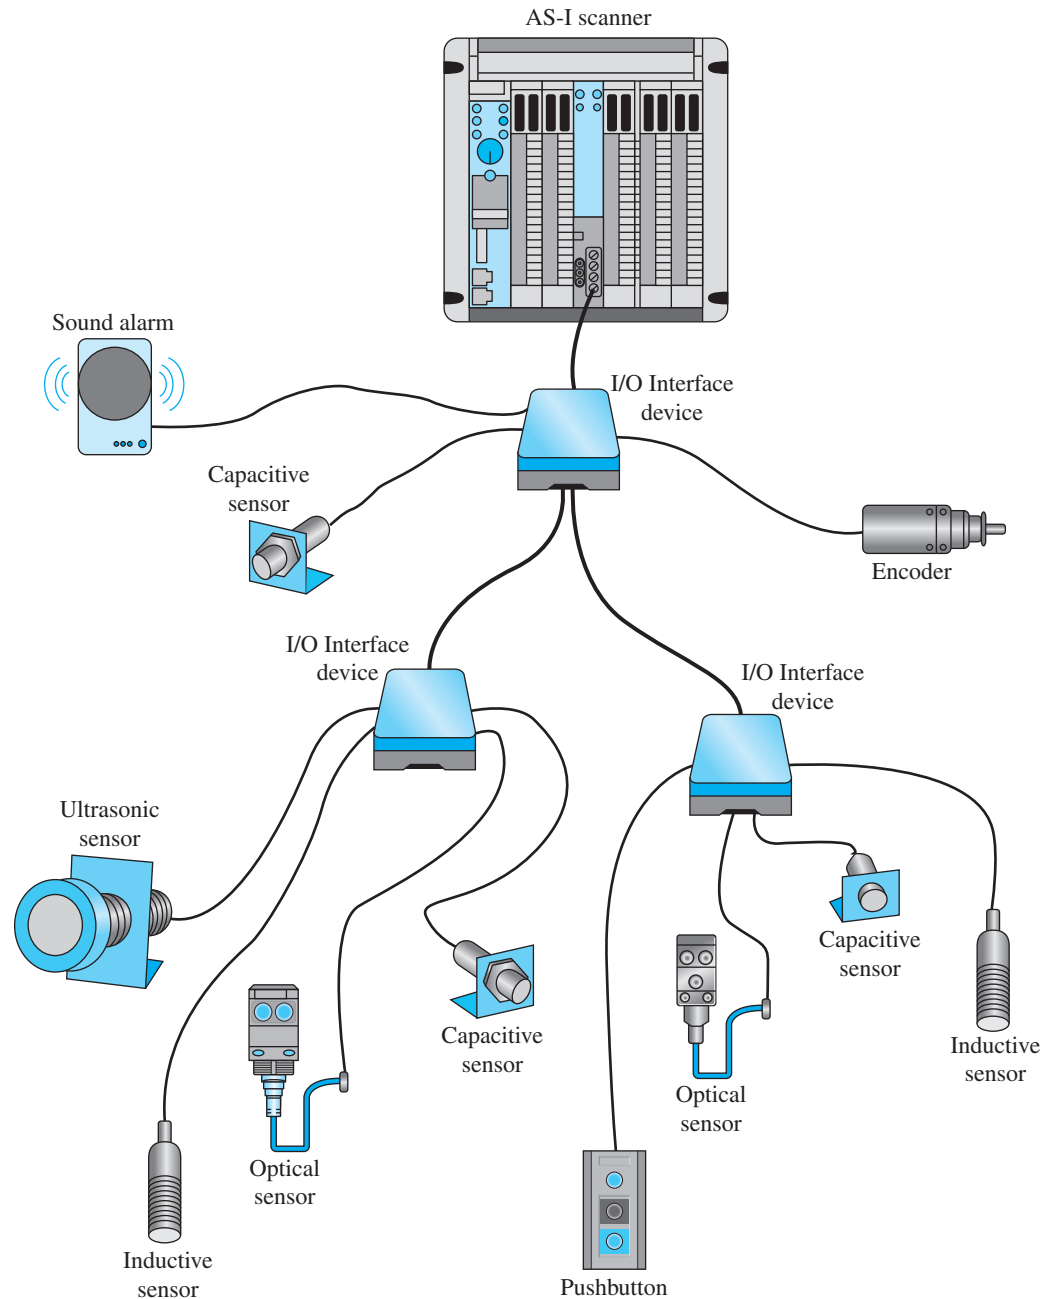 AS-I scanner
Sound alarm
I/O Interface
device
Capacitive
sensor
Encoder
I/O Interface
device
I/O Interface
device
Ultrasonic
sensor
Capacitive
sensor
Capacitive
sensor
Inductive
sensor
Optical
sensor
Optical
sensor
Inductive
sensor
Pushbutton